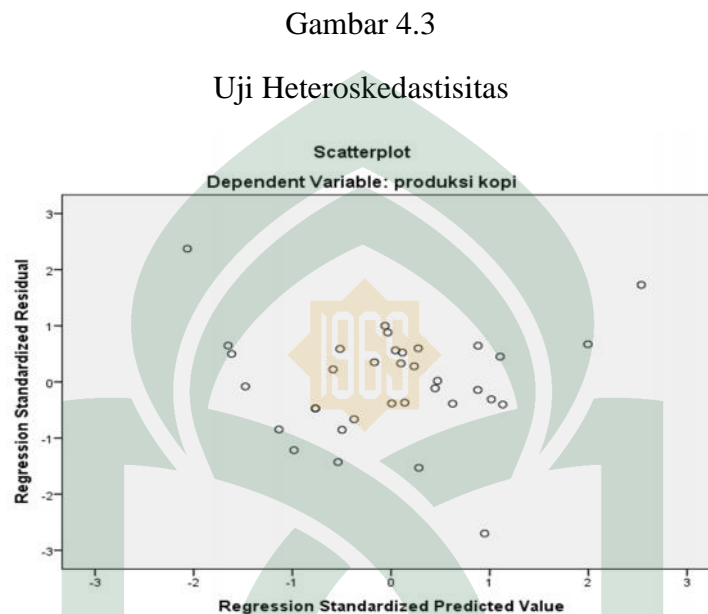 Gambar 4.3
Uji Heteroskedastisitas
Scatterplot
Dependent Variable: produksi kopi
Regression Standardized Residual
3
2
1
0
-1
-2
-3
1965
-3
-2
-1
0
1
2
3
Regression Standardized Predicted Value